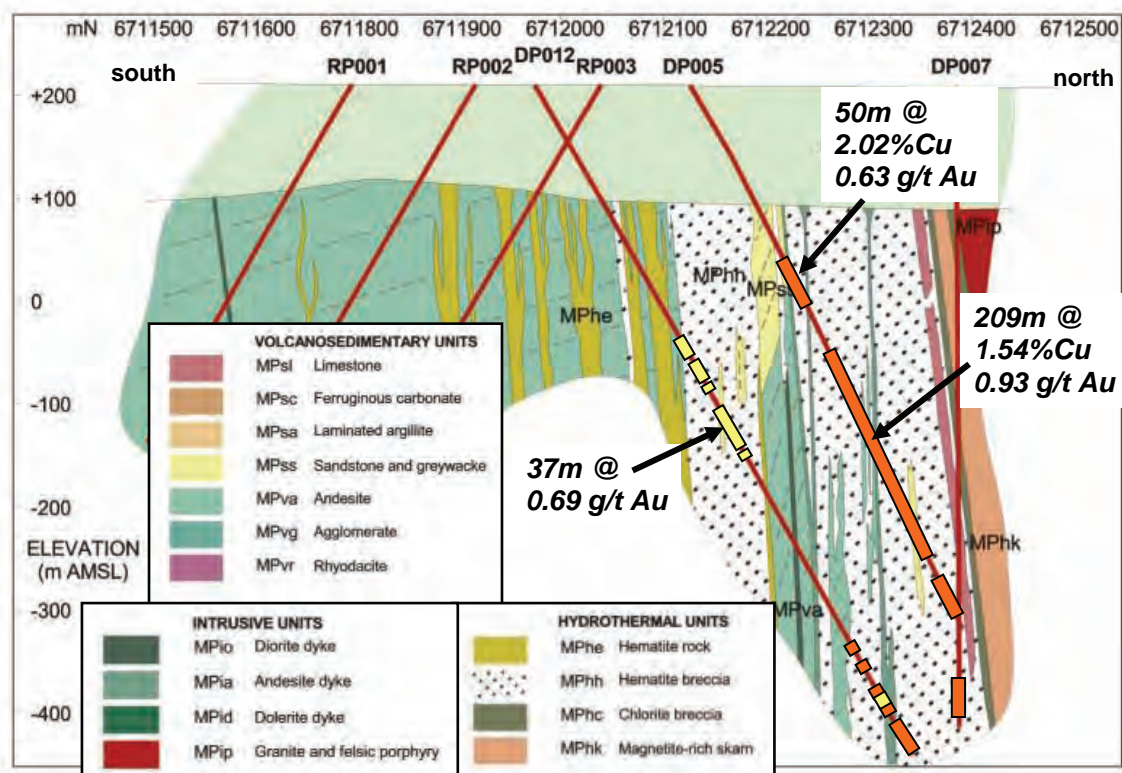 mN 6711500 6711600 6711800 6711900 6712000 6712100 6712200 6712300 6712400 6712500
south RP001 RP002 DP012 RP003 DP005 DP007 north
+200
+100
0
-100
-200
ELEVATION
(m AMSL)
-300
-400
50m @
2.02%Cu
0.63 g/t Au
209m @
1.54%Cu
0.93 g/t Au
37m @
0.69 g/t Au
MPip
MPhh
MPss
MPhe
MPhk
MPva
VOLCANOSEDIMENTARY UNITS
MPsl Limestone
MPsc Ferruginous carbonate
MPsa Laminated argillite
MPss Sandstone and greywacke
MPva Andesite
MPvg Agglomerate
MPvr Rhyodacite
INTRUSIVE UNITS
MPio Diorite dyke
MPia Andesite dyke
MPid Dolerite dyke
MPip Granite and felsic porphyry
HYDROTHERMAL UNITS
MPhe Hematite rock
MPhh Hematite breccia
MPhc Chlorite breccia
MPhk Magnetite-rich skarn